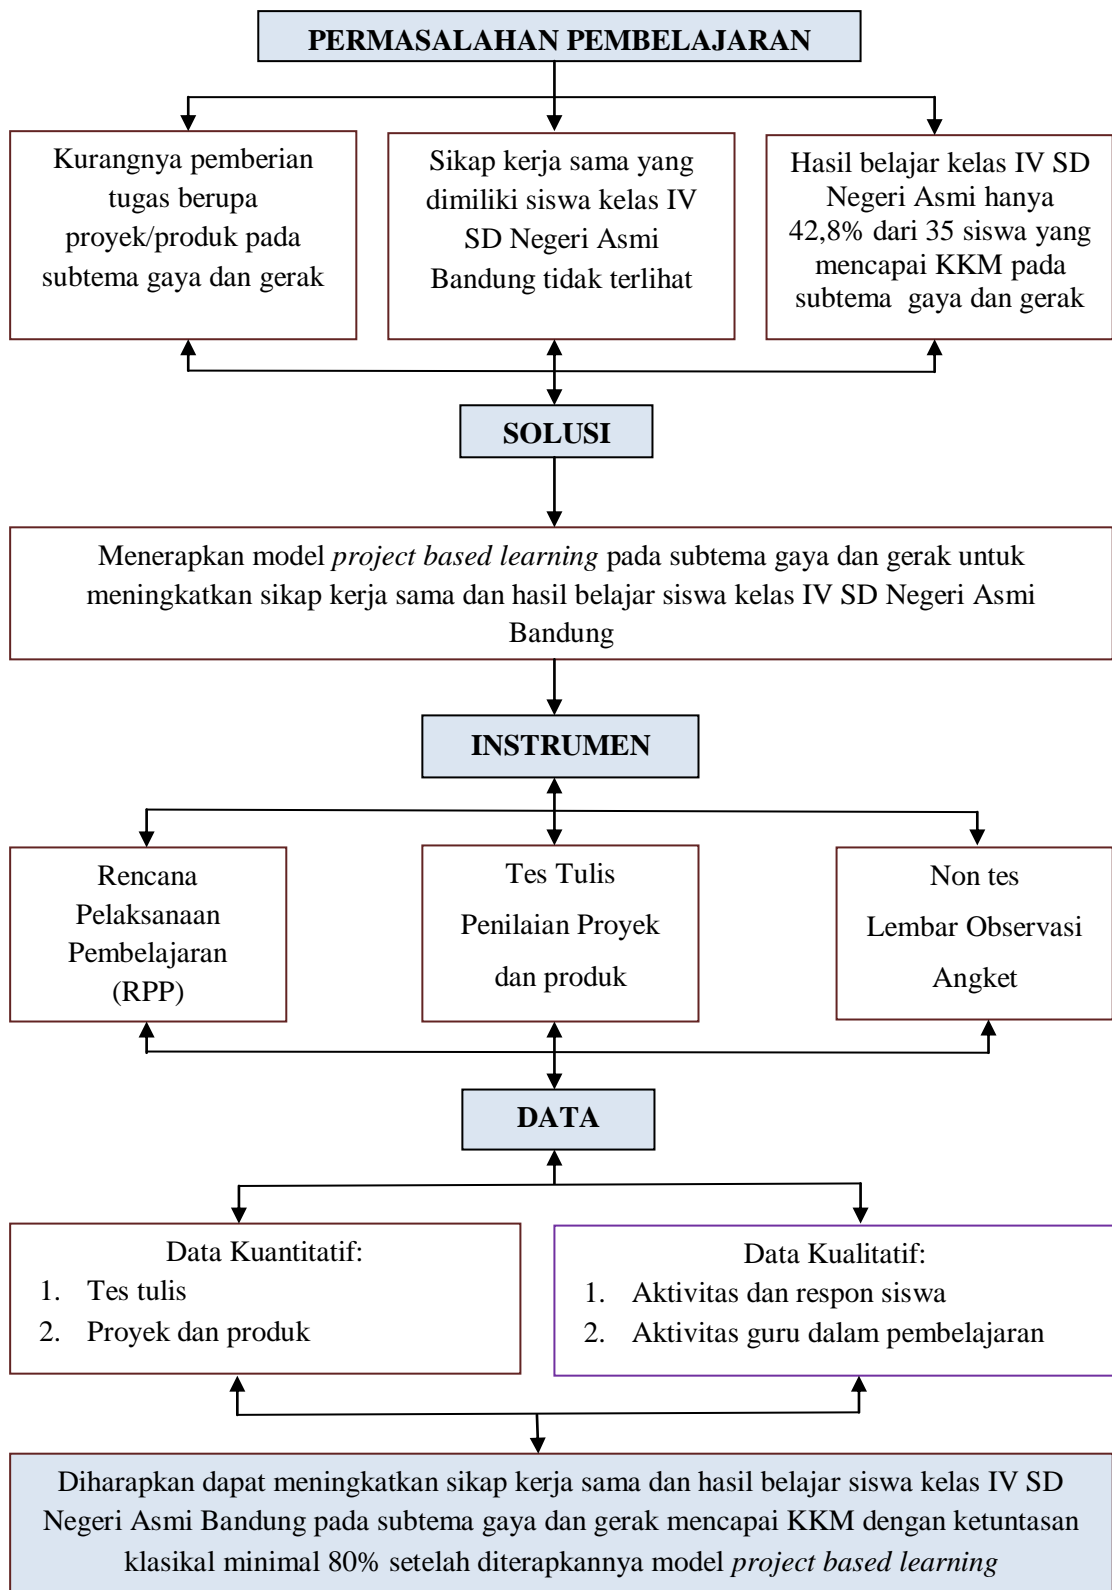 PERMASALAHAN PEMBELAJARAN
Kurangnya pemberian
tugas berupa
proyek/produk pada
subtema gaya dan gerak
Sikap kerja sama yang
dimiliki siswa kelas IV
SD Negeri Asmi
Bandung tidak terlihat
Hasil belajar kelas IV SD
Negeri Asmi hanya
42,8% dari 35 siswa yang
mencapai KKM pada
subtema gaya dan gerak
SOLUSI
Menerapkan model project based learning pada subtema gaya dan gerak untuk
meningkatkan sikap kerja sama dan hasil belajar siswa kelas IV SD Negeri Asmi
Bandung
INSTRUMEN
Rencana
Pelaksanaan
Pembelajaran
(RPP)
Tes Tulis
Penilaian Proyek
dan produk
Non tes
Lembar Observasi
Angket
DATA
Data Kuantitatif:
1. Tes tulis
2. Proyek dan produk
Data Kualitatif:
1. Aktivitas dan respon siswa
2. Aktivitas guru dalam pembelajaran
Diharapkan dapat meningkatkan sikap kerja sama dan hasil belajar siswa kelas IV SD
Negeri Asmi Bandung pada subtema gaya dan gerak mencapai KKM dengan ketuntasan
klasikal minimal 80% setelah diterapkannya model project based learning